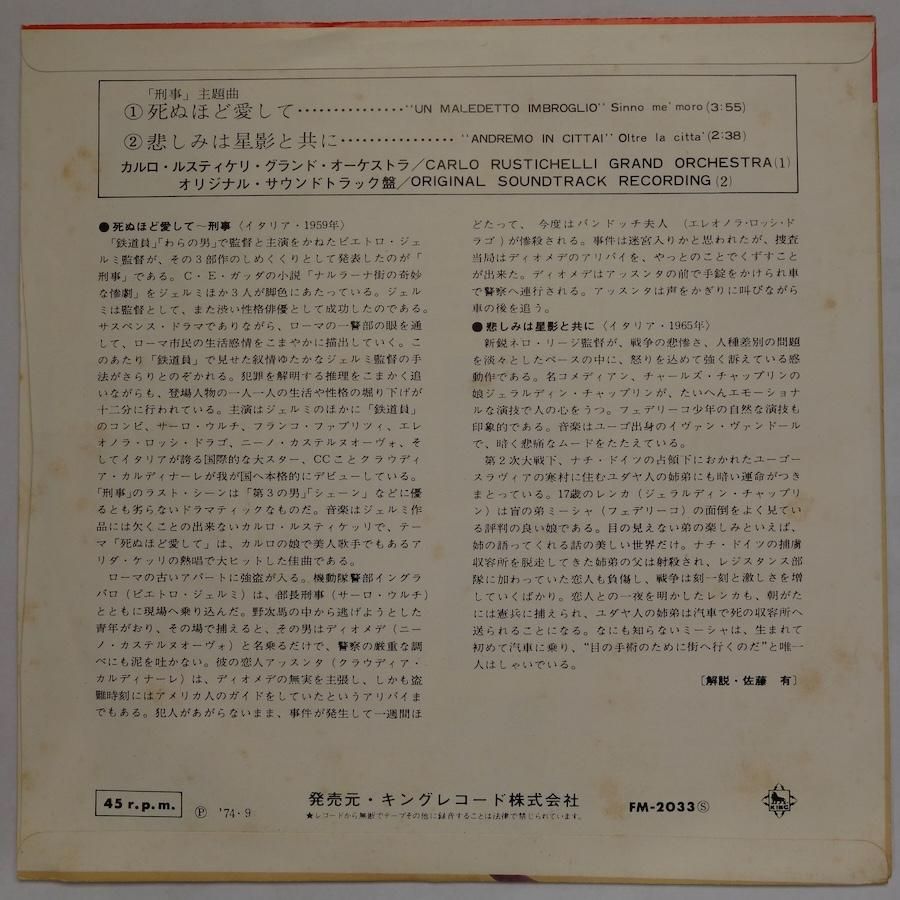 「刑事」主題曲
①死ぬほど愛して・・・・・・・・・・・・・・・“UN MALEDETTO IMBROGLIO” Sinno me' moro(3:55)
②悲しみは星影と共に・・・・・・・・・・・・・・・・“ANDREMO IN CITTAI” Oltre la citta'(2:38)
カルロ・ルスティケリ・グランド・オーケストラ/CARLO RUSTICHELLI GRAND ORCHESTRA(1)
オリジナル・サウンドトラック盤/ORIGINAL SOUNDTRACK RECORDING(2)
●死ぬほど愛して〜刑事〈イタリア・1959年〉
「鉄道員」「わらの男」で監督と主演をかねたピエトロ・ジェ
ルミ監督が、その3部作のしめくくりとして発表したのが「
刑事」である。C・E・ガッダの小説「ナルラーナ街の奇妙
な惨劇」をジェルミほか3人が脚色にあたっている。ジェル
ミは監督として、また渋い性格俳優として成功したのである。
サスペンス・ドラマでありながら、ローマの一警部の眼を通
して、ローマ市民の生活感情をこまやかに描出していく。こ
のあたり「鉄道員」で見せた叙情ゆたかなジェルミ監督の手
法がさらりとのぞかれる。犯罪を解明する推理をこまかく追
いながらも、登場人物の一人一人の生活や性格の堀り下げが
十二分に行われている。主演はジェルミのほかに「鉄道員」
のコンビ、サーロ・ウルチ、フランコ・ファブリツィ、エレ
オノラ・ロッシ・ドラゴ、ニーノ・カステルヌオーヴォ、そ
してイタリアが誇る国際的な大スター、CCことクラウディ
ア・カルディナーレが我が国へ本格的にデビューしている。
「刑事」のラスト・シーンは「第3の男」「シェーン」などに優
るとも劣らないドラマティックなものだ。音楽はジェルミ作
品には欠くことの出来ないカルロ・ルスティケッリで、テー
マ「死ぬほど愛して」は、カルロの娘で美人歌手でもあるア
リダ・ケッリの熱唱で大ヒットした佳曲である。
ローマの古いアパートに強盗が入る。機動隊警部イングラ
バロ(ピエトロ・ジェルミ)は、部長刑事(サーロ・ウルチ)
とともに現場へ乗り込んだ。野次馬の中から逃げようとした
青年がおり、その場で捕えると、その男はディオメデ(ニー
ノ・カステルヌオーヴォ)と名乗るだけで、警察の厳重な調
べにも泥を吐かない。彼の恋人アッスンタ(クラウディア・
カルディナーレ)は、ディオメデの無実を主張し、しかも盗
難時刻にはアメリカ人のガイドをしていたというアリバイま
でもある。犯人があがらないまま、事件が発生して一週間ほ
どたって、今度はバンドッチ夫人 (エレオノラ・ロッシ・ド
ラゴ)が惨殺される。事件は迷宮入りかと思われたが、捜査
当局はディオメデのアリバイを、やっとのことでくずすこと
が出来た。ディオメデはアッスンタの前で手錠をかけられ車
で警察へ連行される。アッスンタは声をかぎりに叫びながら
車の後を追う。
●悲しみは星影と共に〈イタリア・1965年〉
新鋭ネロ・リージ監督が、戦争の悲惨さ、人種差別の問題
を淡々としたペースの中に、怒りを込めて強く訴えている感
動作である。名コメディアン、チャールズ・チャップリンの
娘ジェラルディン・チャップリンが、たいへんエモーショナ
ルな演技で人の心をうつ。フェデリーコ少年の自然な演技も
印象的である。音楽はユーゴ出身のイヴァン・ヴァンドール
で、暗く悲痛なムードをたたえている。
第2次大戦下、ナチ・ドイツの占領下におかれたユーゴー
スラヴィアの寒村に住むユダヤ人の姉弟にも暗い運命がつき
まとっている。17歳のレンカ(ジェラルディン・チャップリ
ン)は盲の弟ミーシャ(フェデリーコ)の面倒をよく見てい
る評判の良い娘である。目の見えない弟の楽しみといえば、
姉の語ってくれる話の美しい世界だけ。ナチ・ドイツの捕虜
収容所を脱走してきた姉弟の父は射殺され、レジスタンス部
隊に加わっていた恋人も負傷し、戦争は刻一刻と激しさを増
していくばかり。恋人との一夜を明かしたレンカも、朝がた
には憲兵に捕えられ、ユダヤ人の姉弟は汽車で死の収容所へ
送られることになる。なにも知らないミーシャは、生まれて
初めて汽車に乗り、“目の手術のために街へ行くのだ”と唯一
人はしゃいでいる。
〔解説・佐藤 有〕
45 r.p.m.
Ⓟ '74・9
発売元・キングレコード株式会社
★レコードから無断でテープその他に録音することは法律で禁じられています。
FM-2033Ⓢ
KING